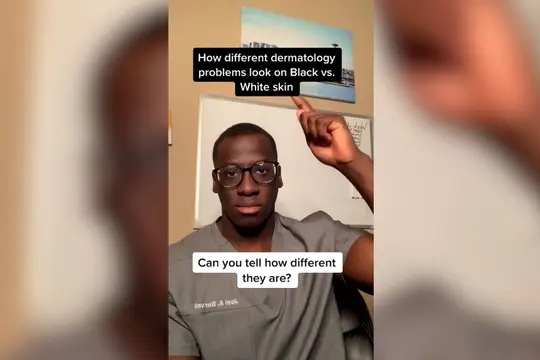 How different dermatology
problems look on Black vs.
White skin
Can you tell how different
they are?